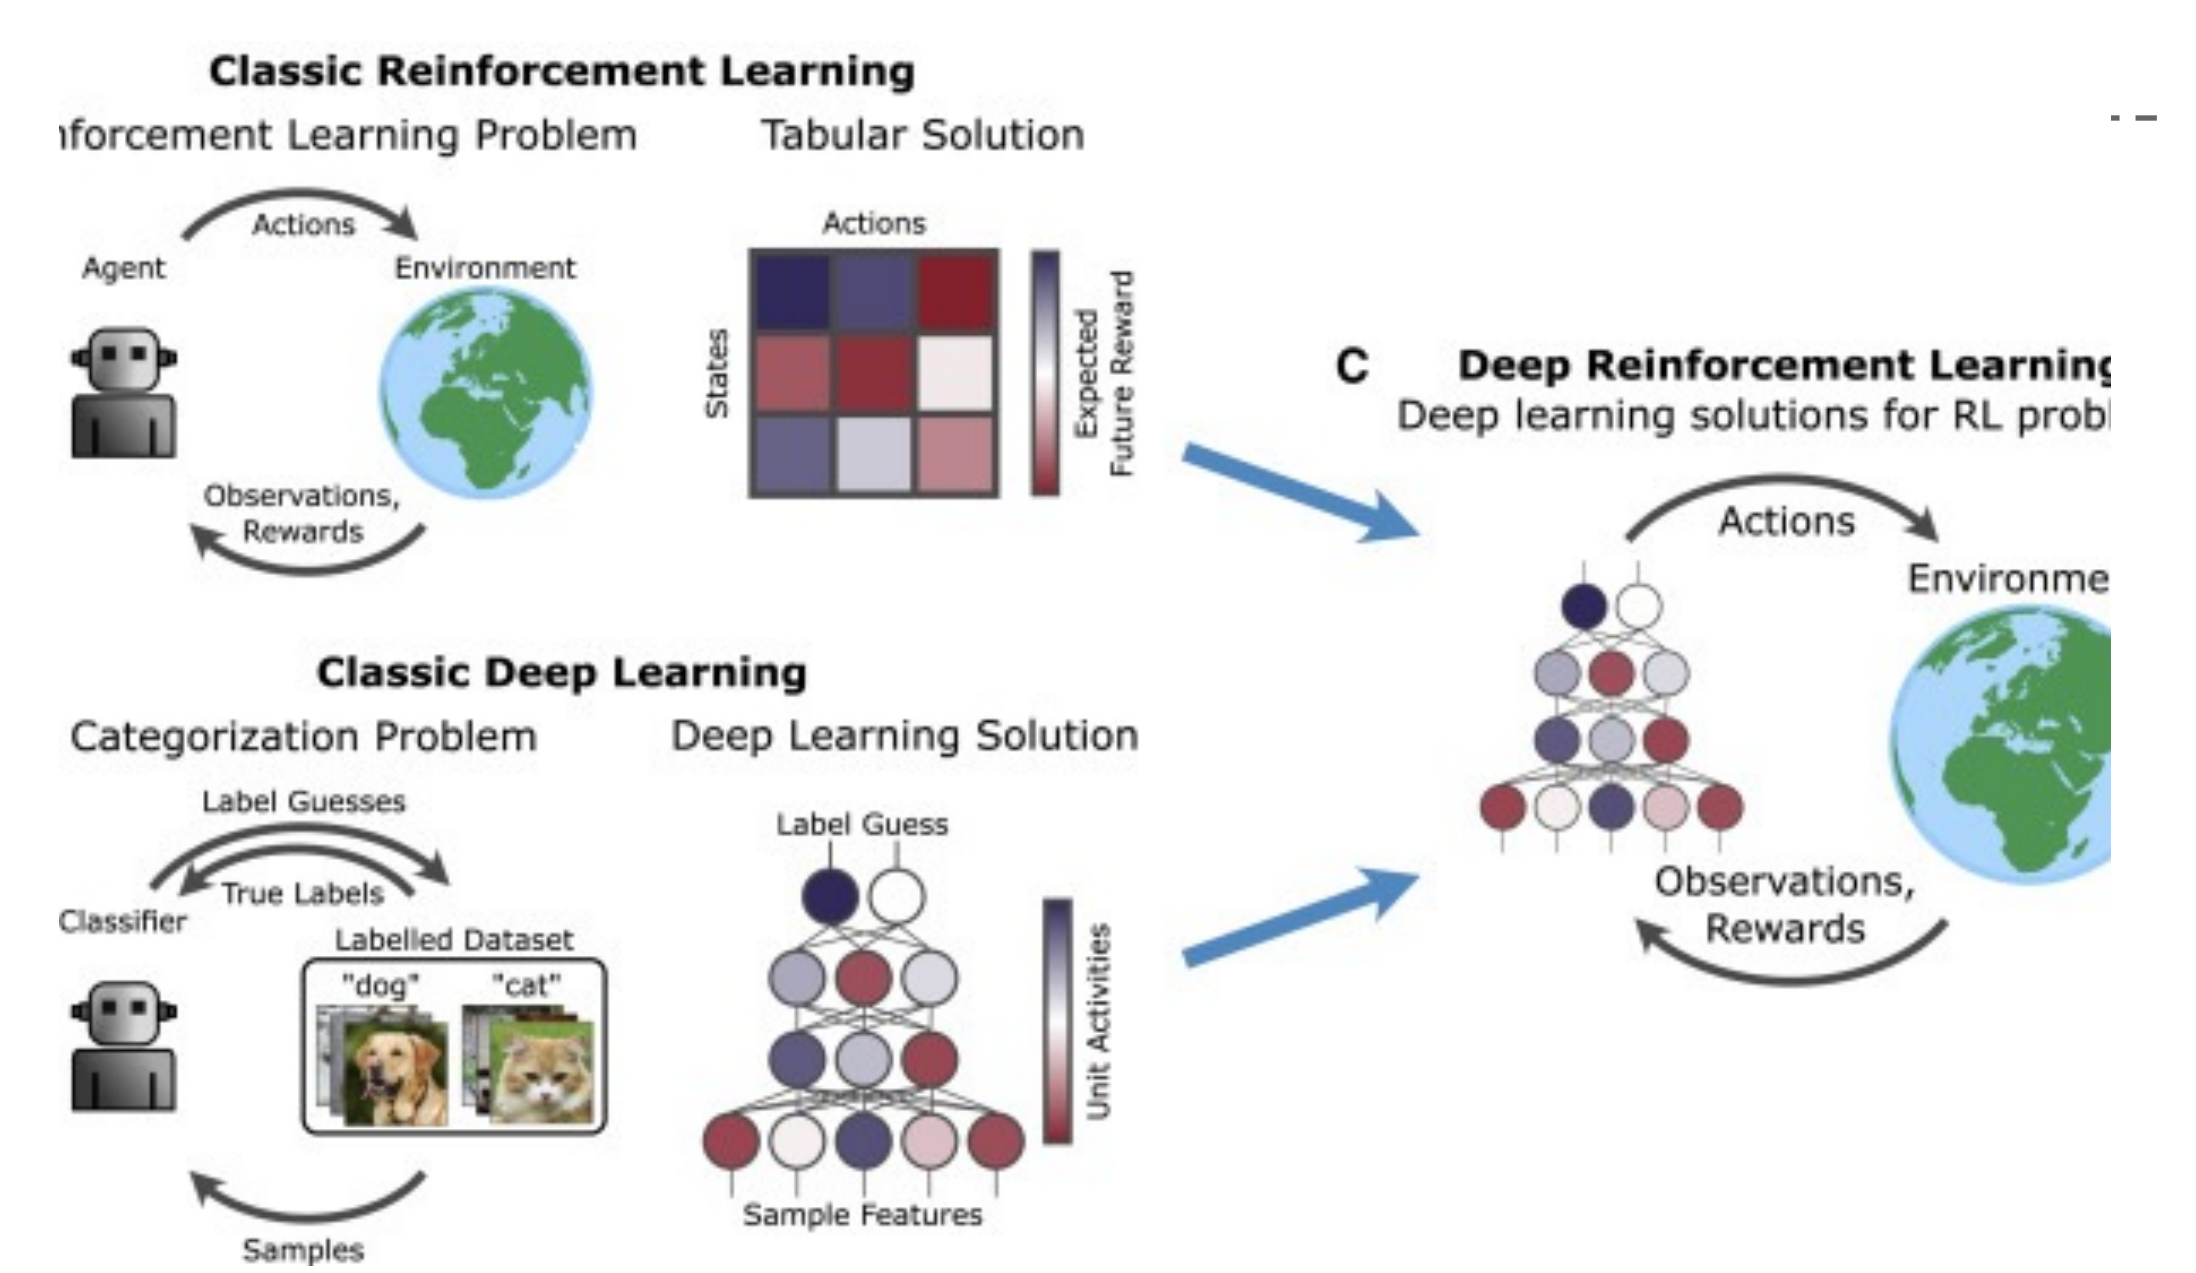 Classic Reinforcement Learning
nforcement Learning Problem
Tabular Solution
Actions
Agent
Environment
Observations,
Rewards
Actions
States
Expected
Future Reward
Classic Deep Learning
Categorization Problem
Deep Learning Solution
Label Guesses
True Labels
Classifier
Labelled Dataset
"dog"
"cat"
Samples
Label Guess
Unit Activities
Sample Features
C
Deep Reinforcement Learning
Deep learning solutions for RL probl
Actions
Environme
Observations,
Rewards